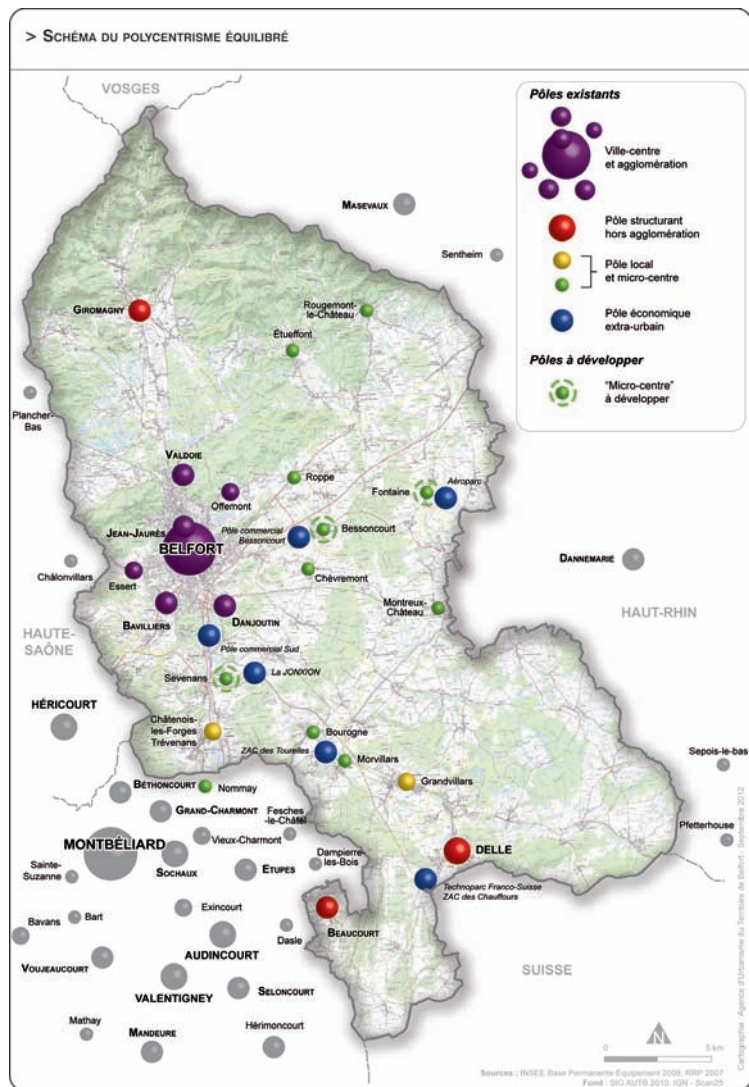 > SCHÉMA DU POLYCENTRISME ÉQUILIBRÉ
VOSGES
Pôles existants
Ville-centre
et agglomération
Pôle structurant
hors agglomération
Pôle local
et micro-centre
Pôle économique
extra-urbain
Pôles à développer
"Micro-centre"
à développer
MASEVAUX
Sentheim
GIROMAGNY
Rougemont-
le-Château
Étueffont
Plancher-
Bas
VALDOIE
Offemont
Roppe
Fontaine
Aéroparc
JEAN-JAURÈS
BELFORT
Pôle commercial
Bessoncourt
Bessoncourt
Châlonvillars
Essert
Chèvremont
DANNEMARIE
BAVILLIERS
DANJOUTIN
Montreux-
Château
HAUT-RHIN
HAUTE-
SAÔNE
Pôle commercial Sud
Sevenans
La JONXION
HÉRICOURT
Châtenois-
les-Forges
Trévenans
Bourogne
ZAC des Tourelles
Morvillars
Grandvillars
Sepois-le-bas
BÉTHONCOURT
Nommay
GRAND-CHARMONT
Fesches
-le-Châtel
MONTBÉLIARD
Vieux-Charmont
Pfetterhouse
DELLE
Sainte-
Suzanne
SOCHAUX
ETUPES
Dampierre-
les-Bois
Technoparc Franco-Suisse
ZAC des Chauffours
Bavans
Bart
Exincourt
Dasle
BEAUCOURT
AUDINCOURT
VOUJEAUCOURT
VALENTIGNEY
SELONCOURT
SUISSE
Mathay
MANDEURE
Hérimoncourt
N
0 5 km
Sources : INSEE Base Permanente Equipement 2009, RRP 2007
Fond : SIG AUTB 2010, IGN - Scan25
Cartographie : Agence d'Urbanisme du Territoire de Belfort - Septembre 2012